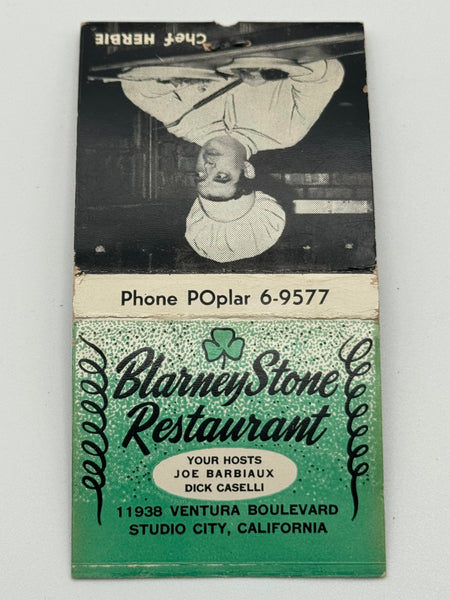 Chef HERBIE
Phone POplar 6-9577
Blarney Stone
Restaurant
YOUR HOSTS
JOE BARBIAUX
DICK CASELLI
11938 VENTURA BOULEVARD
STUDIO CITY, CALIFORNIA